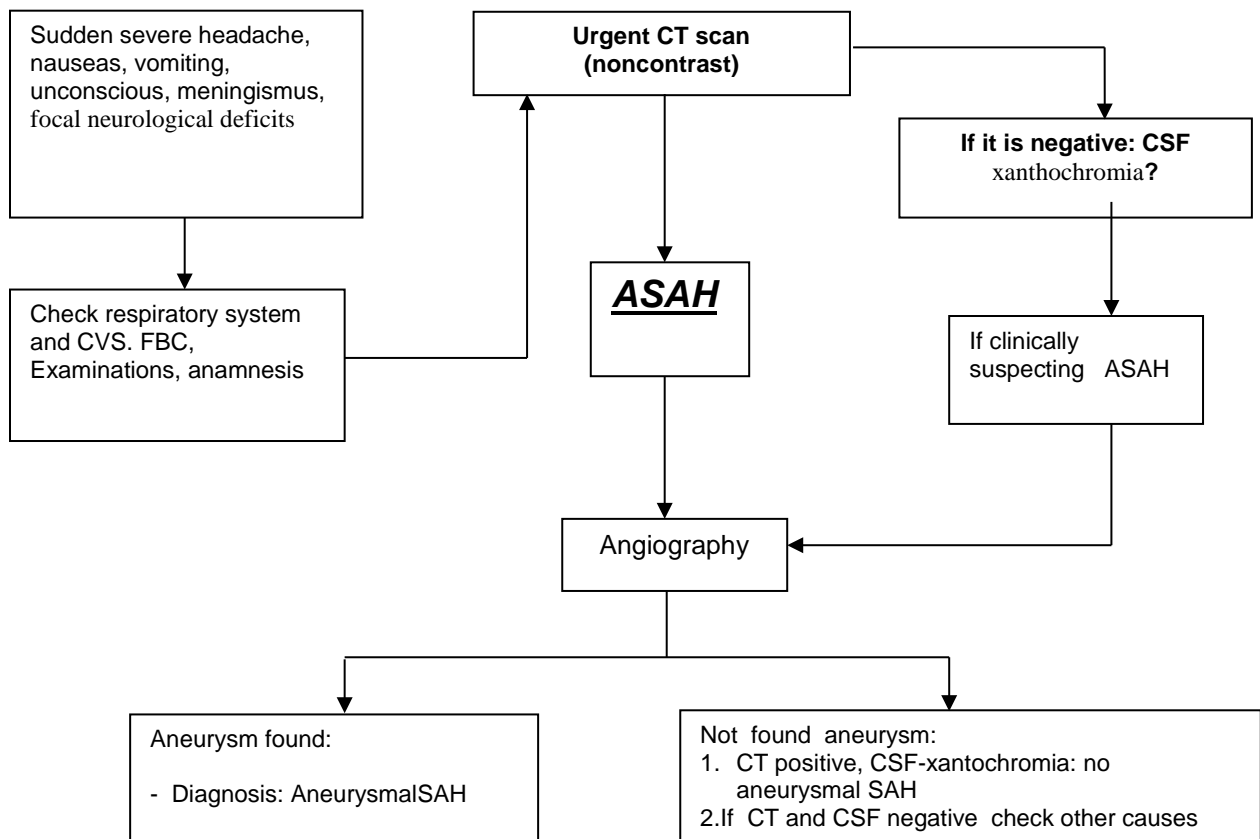 Sudden severe headache,
nauseas, vomiting,
unconscious, meningismus,
focal neurological deficits
Check respiratory system
and CVS. FBC,
Examinations, anamnesis
Urgent CT scan
(noncontrast)
If it is negative: CSF
xanthochromia?
ASAH
If clinically
suspecting ASAH
Angiography
Aneurysm found:
- Diagnosis: AneurysmalSAH
Not found aneurysm:
1. CT positive, CSF-xantochromia: no
aneurysmal SAH
2.If CT and CSF negative check other causes